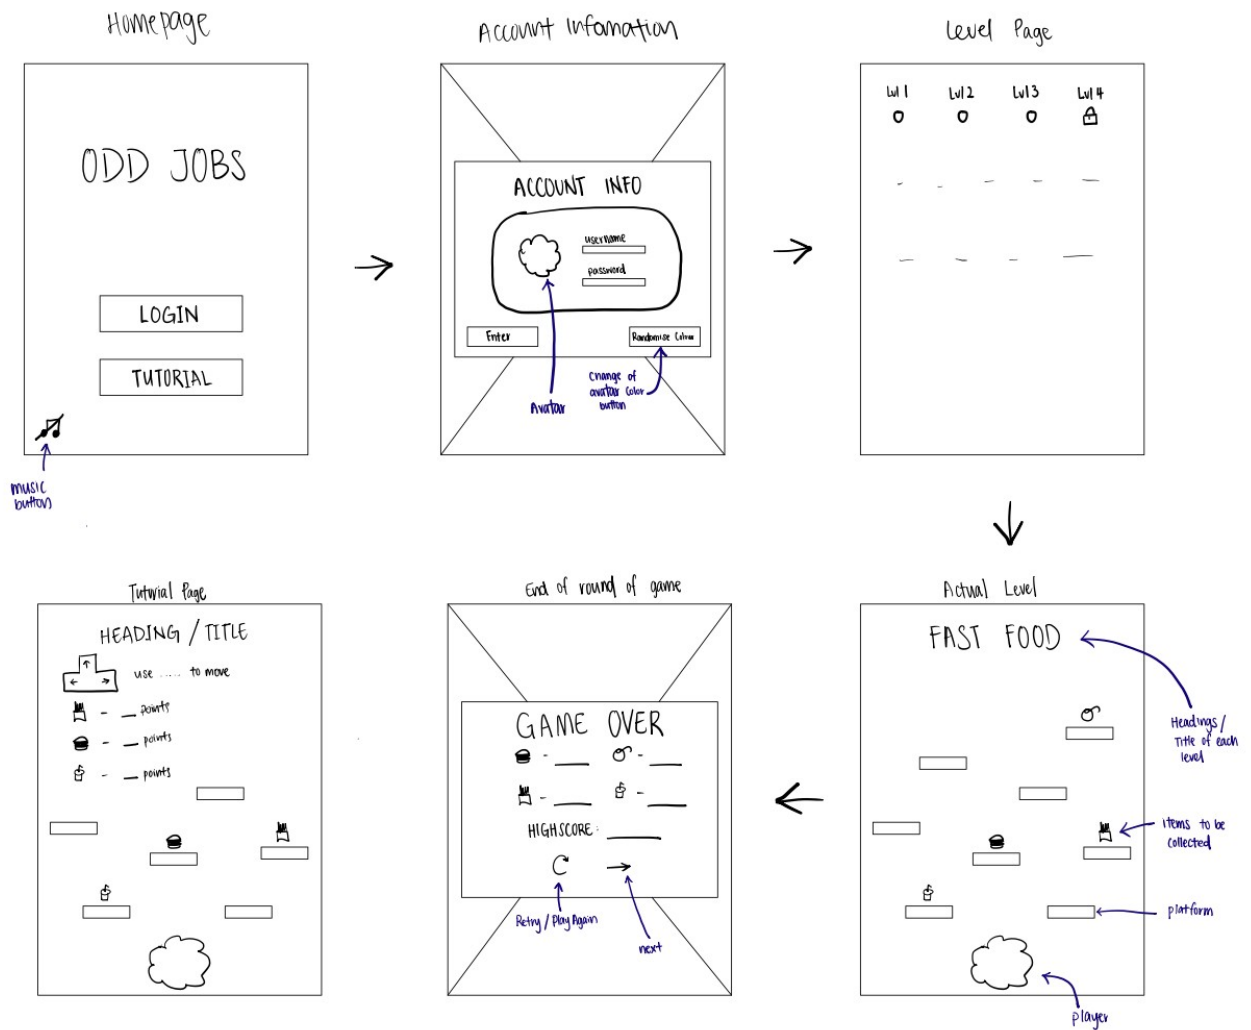 Homepage
ODD JOBS
LOGIN
TUTORIAL
music
button
Account Infomation
ACCOUNT INFO
username
password
Enter
Randomise Colour
Avatar
Change of
avatar color
button
Level Page
Lvl 1 Lvl 2 Lvl 3 Lvl 4
Tutorial Page
HEADING / TITLE
use ..... to move
- __ points
- __ points
- __ points
End of round of game
GAME OVER
HIGHSCORE:
Retry / Play Again
next
Actual Level
FAST FOOD
Headings /
Title of each
level
Items to be
collected
platform
player